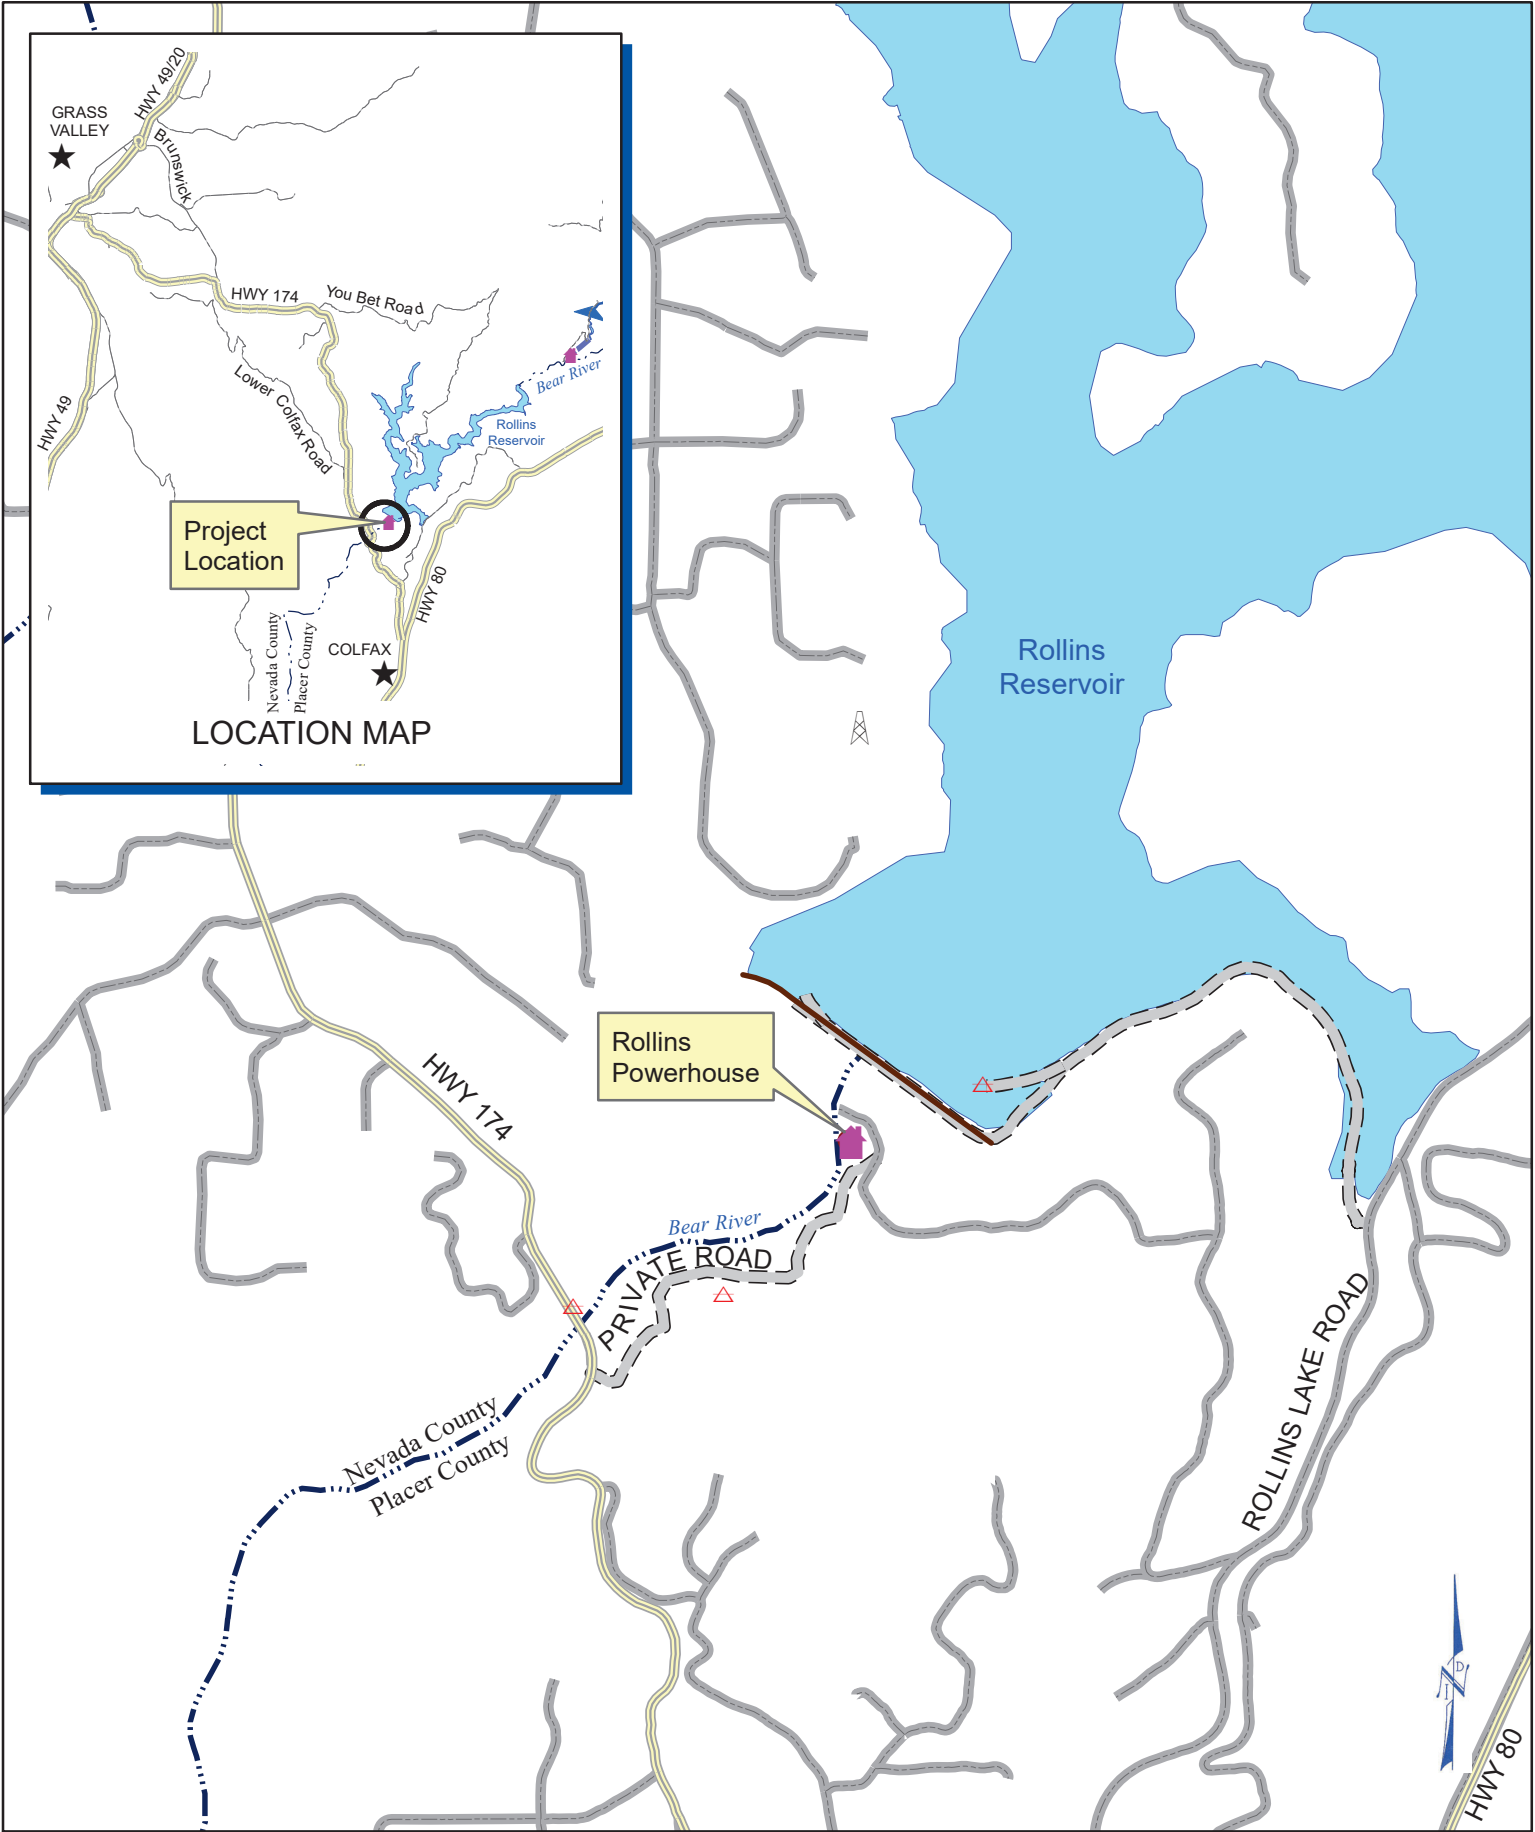 HWY 49/20
GRASS
VALLEY
Brunswick
HWY 174
You Bet Road
Lower Colfax Road
HWY 49
Bear River
Rollins
Reservoir
Project
Location
HWY 80
Nevada County
Placer County
COLFAX
LOCATION MAP
Rollins
Reservoir
Rollins
Powerhouse
HWY 174
Bear River
PRIVATE ROAD
Nevada County
Placer County
ROLLINS LAKE ROAD
N
I
D
HWY 80